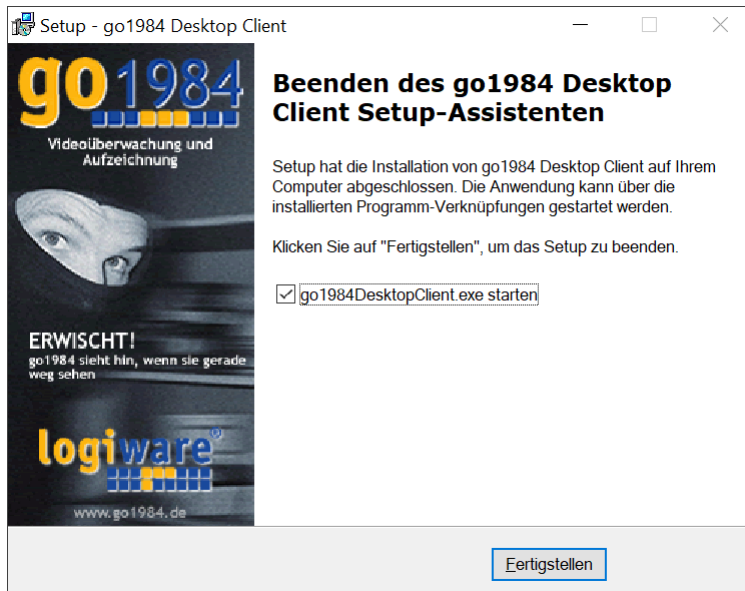 Setup - go1984 Desktop Client
go1984
Videoüberwachung und
Aufzeichnung
ERWISCHT!
go1984 sieht hin, wenn sie gerade
weg sehen
logiware®
www.go1984.de
Beenden des go1984 Desktop
Client Setup-Assistenten
Setup hat die Installation von go1984 Desktop Client auf Ihrem
Computer abgeschlossen. Die Anwendung kann über die
installierten Programm-Verknüpfungen gestartet werden.
Klicken Sie auf "Fertigstellen", um das Setup zu beenden.
go1984DesktopClient.exe starten
Fertigstellen